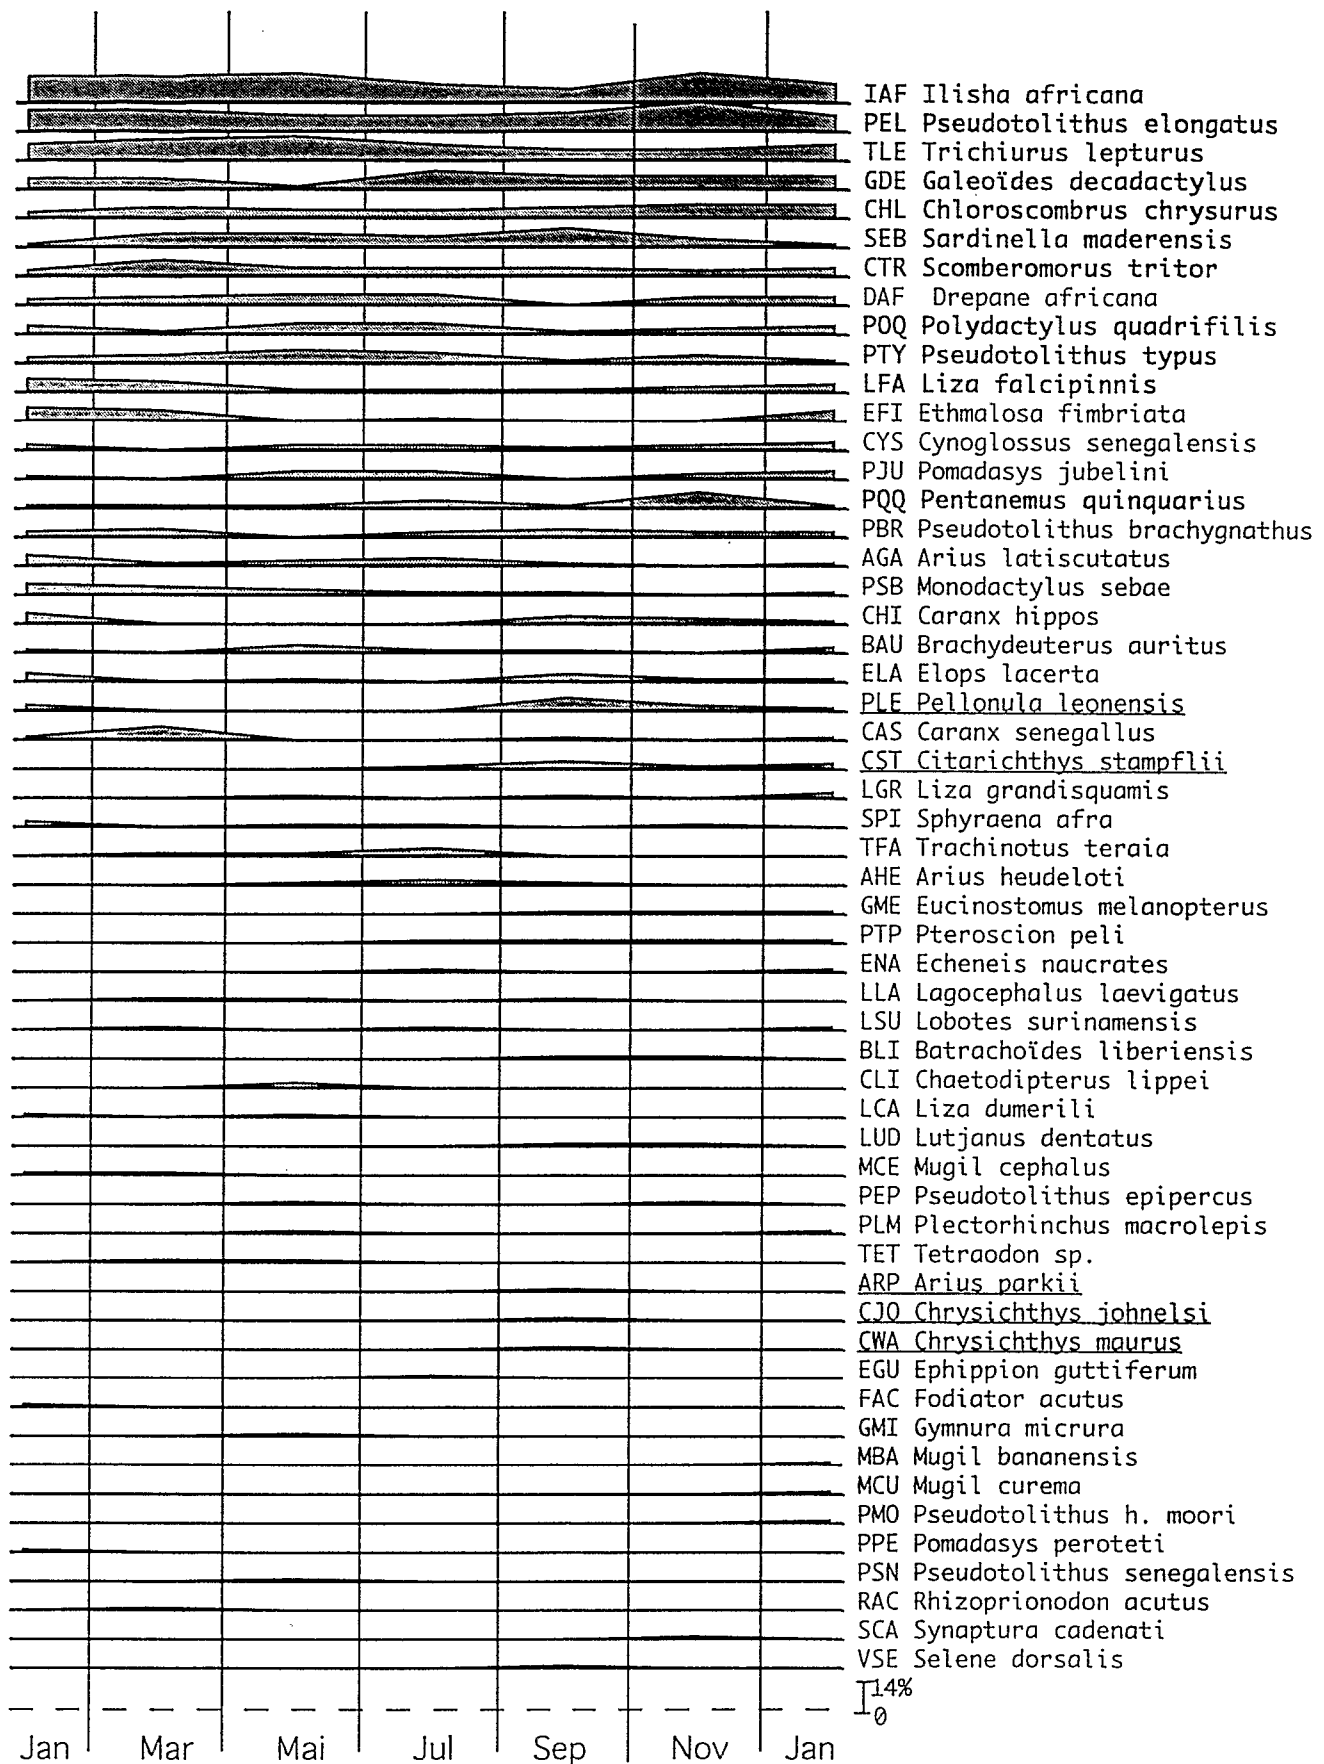 IAF Ilisha africana
PEL Pseudotolithus elongatus
TLE Trichiurus lepturus
GDE Galeoïdes decadactylus
CHL Chloroscombrus chrysurus
SEB Sardinella maderensis
CTR Scomberomorus tritor
DAF Drepane africana
POQ Polydactylus quadrifilis
PTY Pseudotolithus typus
LFA Liza falcipinnis
EFI Ethmalosa fimbriata
CYS Cynoglossus senegalensis
PJU Pomadasys jubelini
PQQ Pentanemus quinquarius
PBR Pseudotolithus brachygnathus
AGA Arius latiscutatus
PSB Monodactylus sebae
CHI Caranx hippos
BAU Brachydeuterus auritus
ELA Elops lacerta
PLE Pellonula leonensis
CAS Caranx senegallus
CST Citarichthys stampflii
LGR Liza grandisquamis
SPI Sphyraena afra
TFA Trachinotus teraia
AHE Arius heudeloti
GME Eucinostomus melanopterus
PTP Pteroscion peli
ENA Echeneis naucrates
LLA Lagocephalus laevigatus
LSU Lobotes surinamensis
BLI Batrachoïdes liberiensis
CLI Chaetodipterus lippei
LCA Liza dumerili
LUD Lutjanus dentatus
MCE Mugil cephalus
PEP Pseudotolithus epipercus
PLM Plectorhinchus macrolepis
TET Tetraodon sp.
ARP Arius parkii
CJO Chrysichthys johnelsi
CWA Chrysichthys maurus
EGU Ephippion guttiferum
FAC Fodiator acutus
GMI Gymnura micrura
MBA Mugil bananensis
MCU Mugil curema
PMO Pseudotolithus h. moori
PPE Pomadasys peroteti
PSN Pseudotolithus senegalensis
RAC Rhizoprionodon acutus
SCA Synaptura cadenati
VSE Selene dorsalis
14%
0
Jan Mar Mai Jul Sep Nov Jan